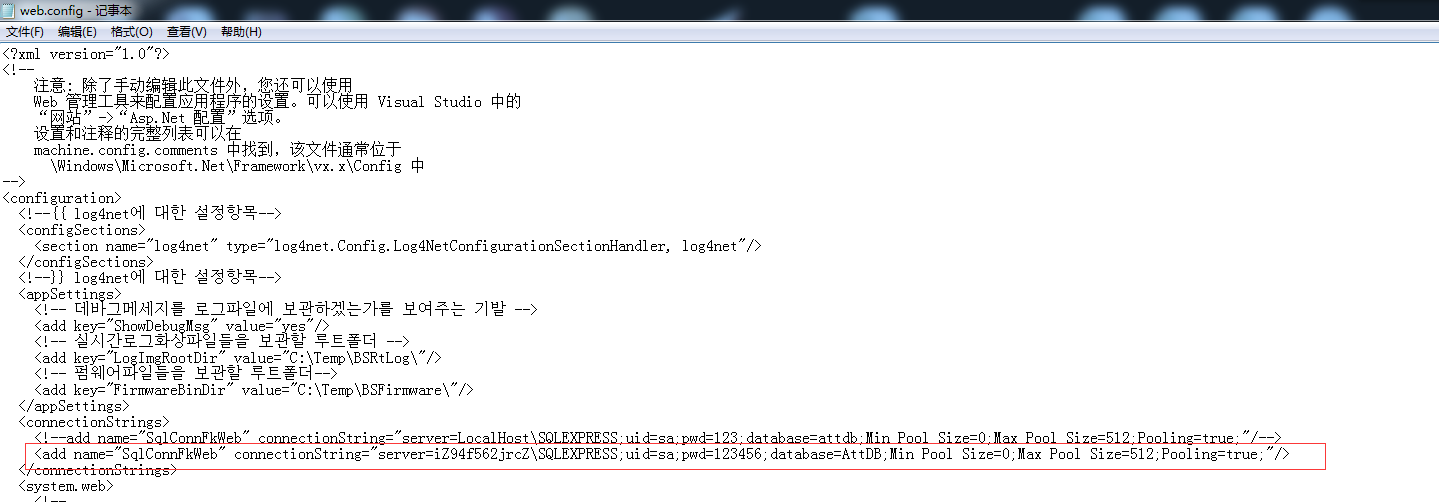 web.config - 记事本
文件(F) 编辑(E) 格式(O) 查看(V) 帮助(H)
<?xml version="1.0"?>
<!--
    注意: 除了手动编辑此文件外，您还可以使用
    Web 管理工具来配置应用程序的设置。可以使用 Visual Studio 中的
    “网站”->“Asp.Net 配置”选项。
    设置和注释的完整列表可以在
    machine.config.comments 中找到，该文件通常位于
      \Windows\Microsoft.Net\Framework\vx.x\Config 中
-->
<configuration>
  <!--{{ log4net에 대한 설정항목-->
  <configSections>
    <section name="log4net" type="log4net.Config.Log4NetConfigurationSectionHandler, log4net"/>
  </configSections>
  <!--}} log4net에 대한 설정항목-->
  <appSettings>
    <!-- 데바그메세지를 로그파일에 보관하겠는가를 보여주는 기발 -->
    <add key="ShowDebugMsg" value="yes"/>
    <!-- 실시간로그화상파일들을 보관할 루트폴더 -->
    <add key="LogImgRootDir" value="C:\Temp\BSRtLog\"/>
    <!-- 펌웨어파일들을 보관할 루트폴더-->
    <add key="FirmwareBinDir" value="C:\Temp\BSFirmware\"/>
  </appSettings>
  <connectionStrings>
    <!--add name="SqlConnFkWeb" connectionString="server=LocalHost\SQLEXPRESS;uid=sa;pwd=123;database=attdb;Min Pool Size=0;Max Pool Size=512;Pooling=true;"/-->
    <add name="SqlConnFkWeb" connectionString="server=iZ94f562jrcZ\SQLEXPRESS;uid=sa;pwd=123456;database=AttDB;Min Pool Size=0;Max Pool Size=512;Pooling=true;"/>
  </connectionStrings>
  <system.web>
    <!--